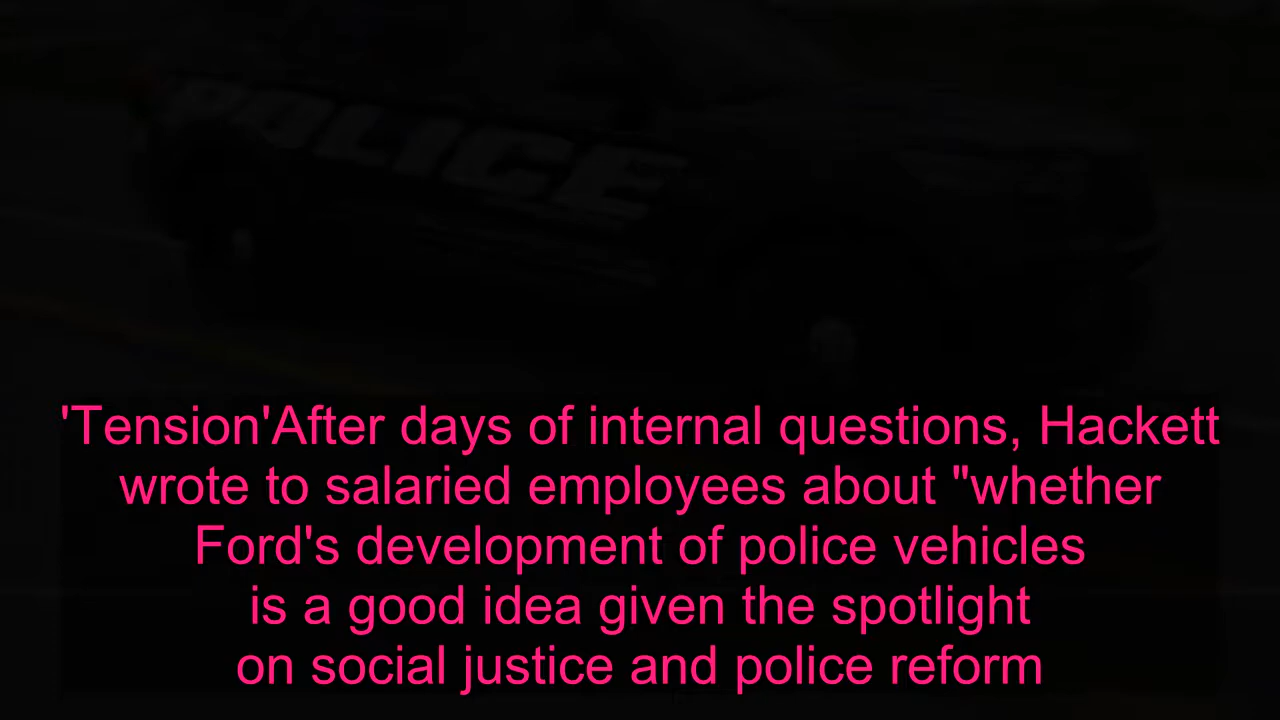 POLICE
'Tension'After days of internal questions, Hackett
wrote to salaried employees about "whether
Ford's development of police vehicles
is a good idea given the spotlight
on social justice and police reform